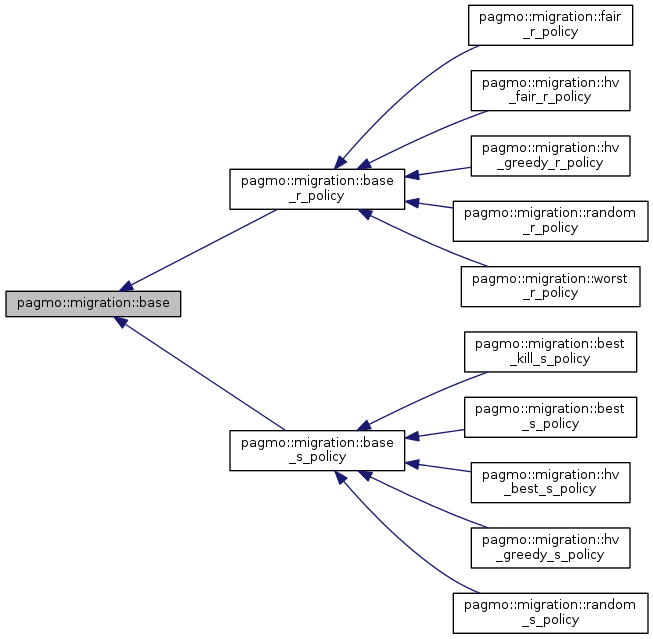 pagmo::migration::fair
_r_policy
pagmo::migration::hv
_fair_r_policy
pagmo::migration::hv
_greedy_r_policy
pagmo::migration::base
_r_policy
pagmo::migration::random
_r_policy
pagmo::migration::worst
_r_policy
pagmo::migration::base
pagmo::migration::best
_kill_s_policy
pagmo::migration::best
_s_policy
pagmo::migration::base
_s_policy
pagmo::migration::hv
_best_s_policy
pagmo::migration::hv
_greedy_s_policy
pagmo::migration::random
_s_policy